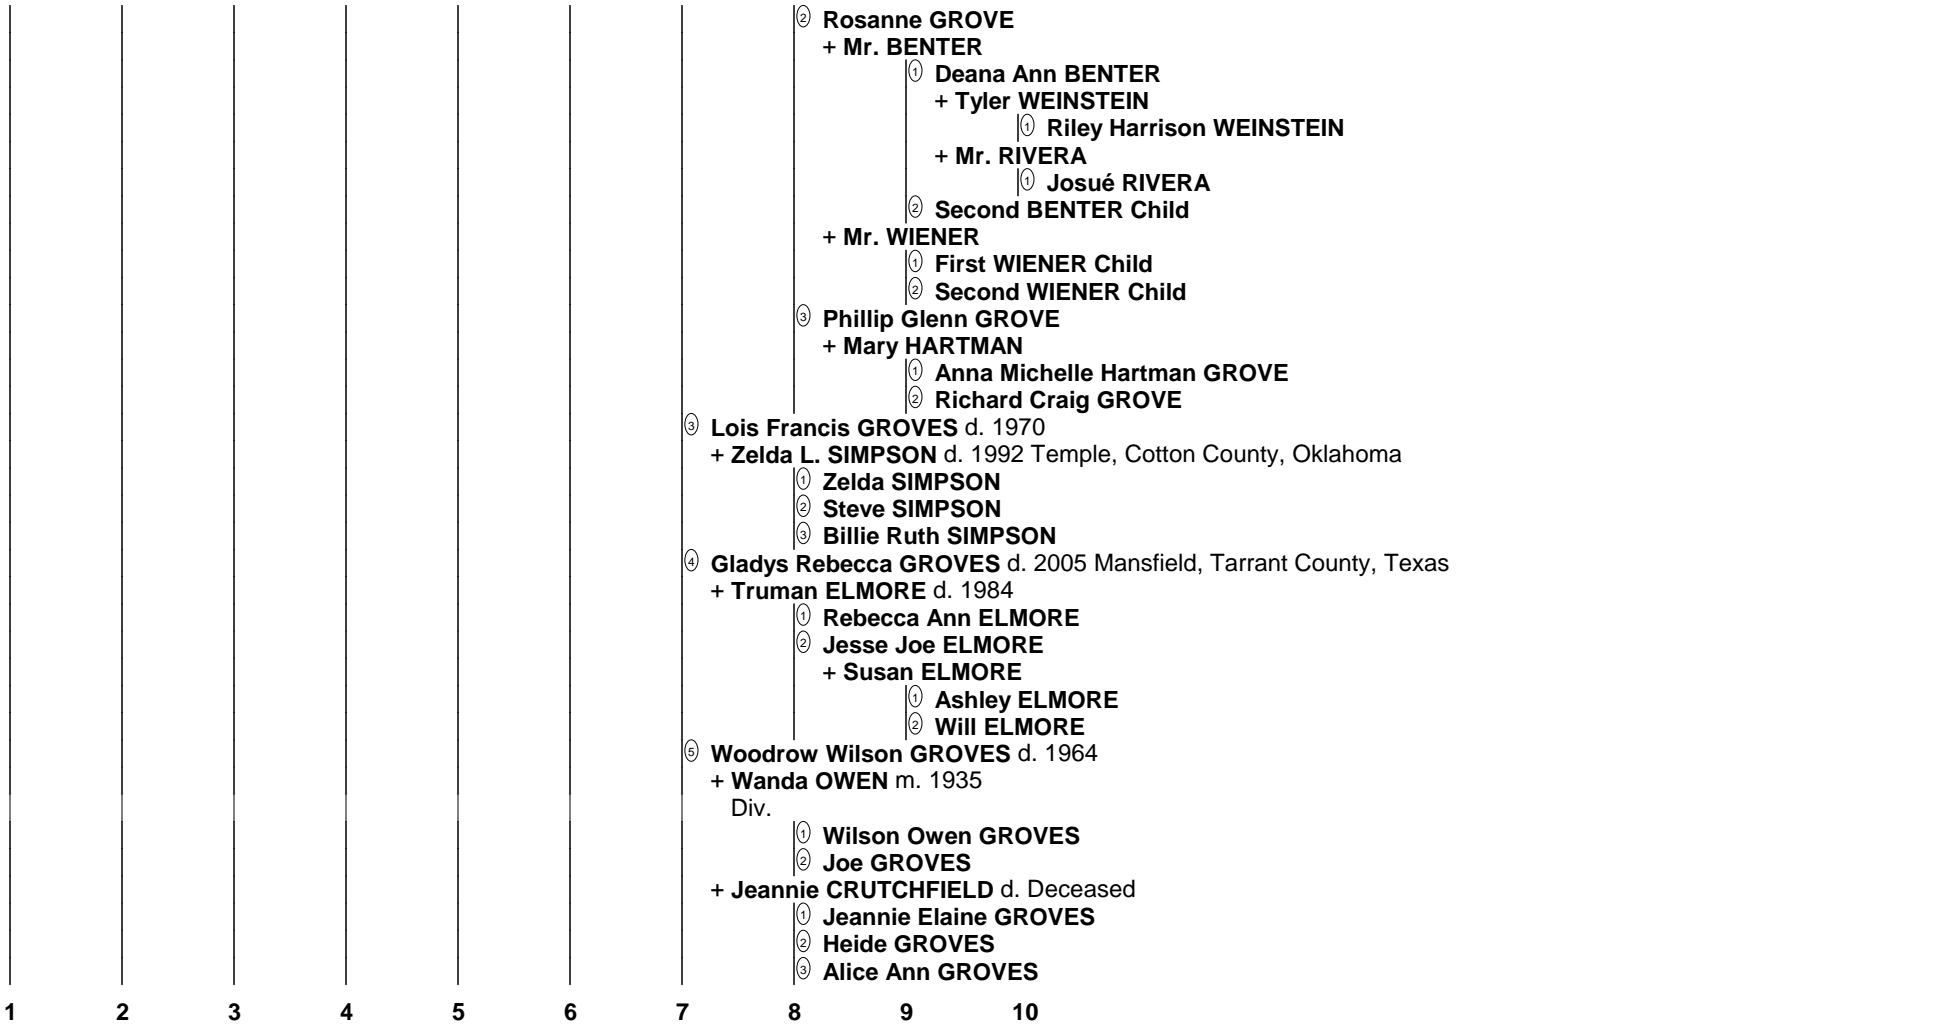 ② Rosanne GROVE
+ Mr. BENTER
① Deana Ann BENTER
+ Tyler WEINSTEIN
① Riley Harrison WEINSTEIN
+ Mr. RIVERA
① Josué RIVERA
② Second BENTER Child
+ Mr. WIENER
① First WIENER Child
② Second WIENER Child
③ Phillip Glenn GROVE
+ Mary HARTMAN
① Anna Michelle Hartman GROVE
② Richard Craig GROVE
③ Lois Francis GROVES d. 1970
+ Zelda L. SIMPSON d. 1992 Temple, Cotton County, Oklahoma
① Zelda SIMPSON
② Steve SIMPSON
③ Billie Ruth SIMPSON
④ Gladys Rebecca GROVES d. 2005 Mansfield, Tarrant County, Texas
+ Truman ELMORE d. 1984
① Rebecca Ann ELMORE
② Jesse Joe ELMORE
+ Susan ELMORE
① Ashley ELMORE
② Will ELMORE
⑤ Woodrow Wilson GROVES d. 1964
+ Wanda OWEN m. 1935
Div.
① Wilson Owen GROVES
② Joe GROVES
+ Jeannie CRUTCHFIELD d. Deceased
① Jeannie Elaine GROVES
② Heide GROVES
③ Alice Ann GROVES
1 2 3 4 5 6 7 8 9 10